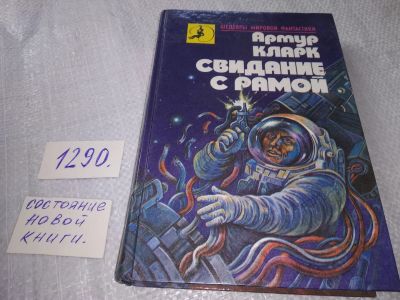 ШЕДЕВРЫ МИРОВОЙ ФАНТАСТИКИ
Артур
Кларк
Свидание
с Рамой
1290.
состояние
новой
книги.